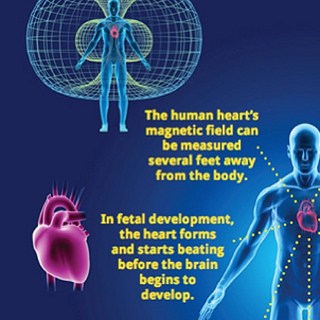 The human heart's
magnetic field can
be measured
several feet away
from the body.
In fetal development,
the heart forms
and starts beating
before the brain
begins to
develop.